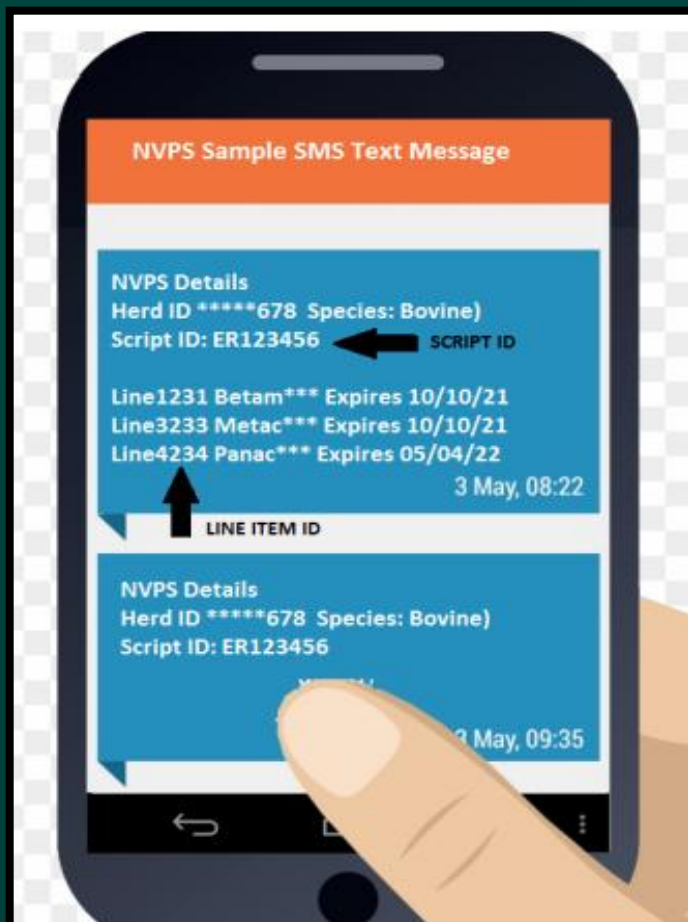 NVPS Sample SMS Text Message
NVPS Details
Herd ID *****678 Species: Bovine)
Script ID: ER123456
SCRIPT ID
Line1231 Betam*** Expires 10/10/21
Line3233 Metac*** Expires 10/10/21
Line4234 Panac*** Expires 05/04/22
3 May, 08:22
LINE ITEM ID
NVPS Details
Herd ID *****678 Species: Bovine)
Script ID: ER123456
3 May, 09:35